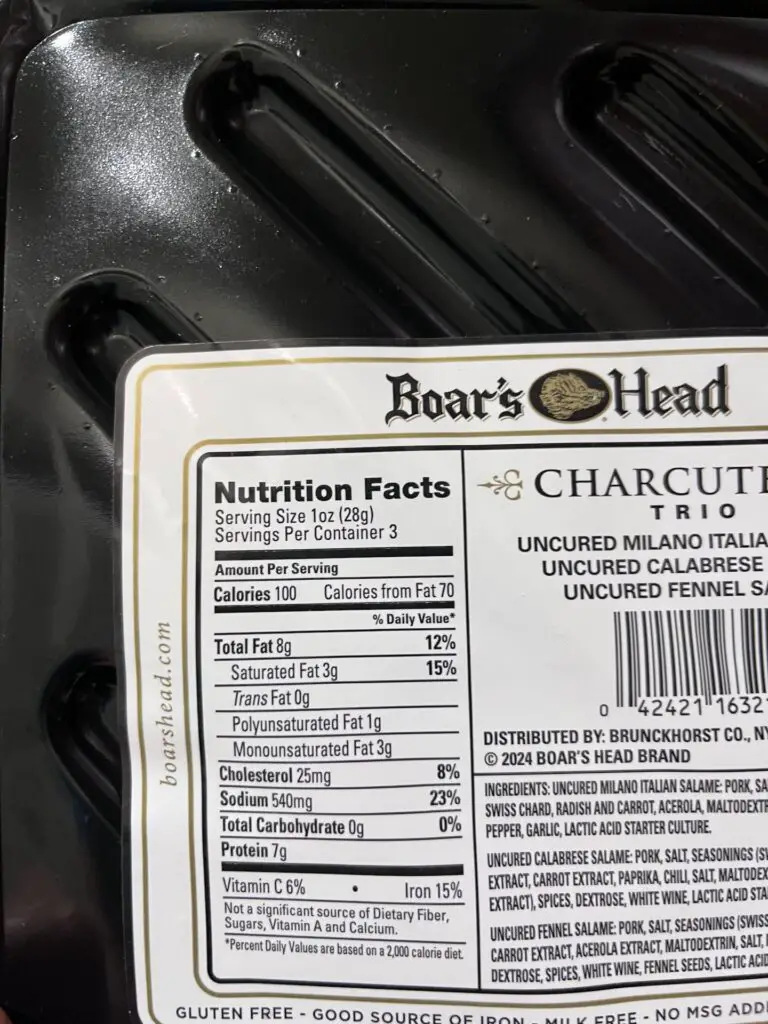 Boar's Head
Nutrition Facts
Serving Size 1oz (28g)
Servings Per Container 3
Amount Per Serving
Calories 100 Calories from Fat 70
% Daily Value*
Total Fat 8g 12%
Saturated Fat 3g 15%
Trans Fat 0g
Polyunsaturated Fat 1g
Monounsaturated Fat 3g
Cholesterol 25mg 8%
Sodium 540mg 23%
Total Carbohydrate 0g 0%
Protein 7g
Vitamin C 6% • Iron 15%
Not a significant source of Dietary Fiber,
Sugars, Vitamin A and Calcium.
*Percent Daily Values are based on a 2,000 calorie diet.
boarshead.com
TRIO
UNCURED MILANO
UNCURED CALABRESE
UNCURED FENNEL
0 42421 1632
DISTRIBUTED BY: BRUNCKHORST CO.,
© 2024 BOAR'S HEAD BRAND
INGREDIENTS: UNCURED MILANO ITALIAN SALAME: PORK,
SWISS CHARD, RADISH AND CARROT, ACEROLA,
PEPPER, GARLIC, LACTIC ACID STARTER CULTURE.
UNCURED CALABRESE SALAME: PORK, SALT, SEASONINGS
EXTRACT, CARROT EXTRACT, PAPRIKA, CHILI, SALT,
EXTRACT), SPICES, DEXTROSE, WHITE WINE, LACTIC ACID
UNCURED FENNEL SALAME: PORK, SALT, SEASONINGS (SWISS
CARROT EXTRACT, ACEROLA EXTRACT, MALTODEXTRIN, SALT,
DEXTROSE, SPICES, WHITE WINE, FENNEL SEEDS, LACTIC ACID
GLUTEN FREE - GOOD SOURCE OF IRON - MILK FREE - NO MSG